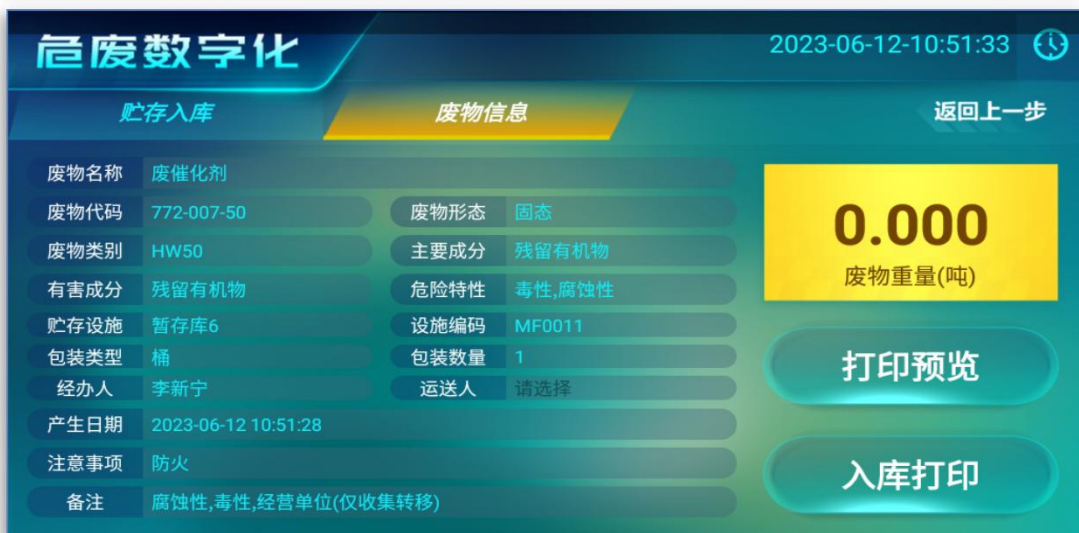 危废数字化
2023-06-12-10:51:33
贮存入库 废物信息 返回上一步
废物名称 废催化剂
废物代码 772-007-50 废物形态 固态
废物类别 HW50 主要成分 残留有机物
有害成分 残留有机物 危险特性 毒性,腐蚀性
贮存设施 暂存库6 设施编码 MF0011
包装类型 桶 包装数量 1
经办人 李新宁 运送人 请选择
产生日期 2023-06-12 10:51:28
注意事项 防火
备注 腐蚀性,毒性,经营单位(仅收集转移)
0.000
废物重量(吨)
打印预览
入库打印